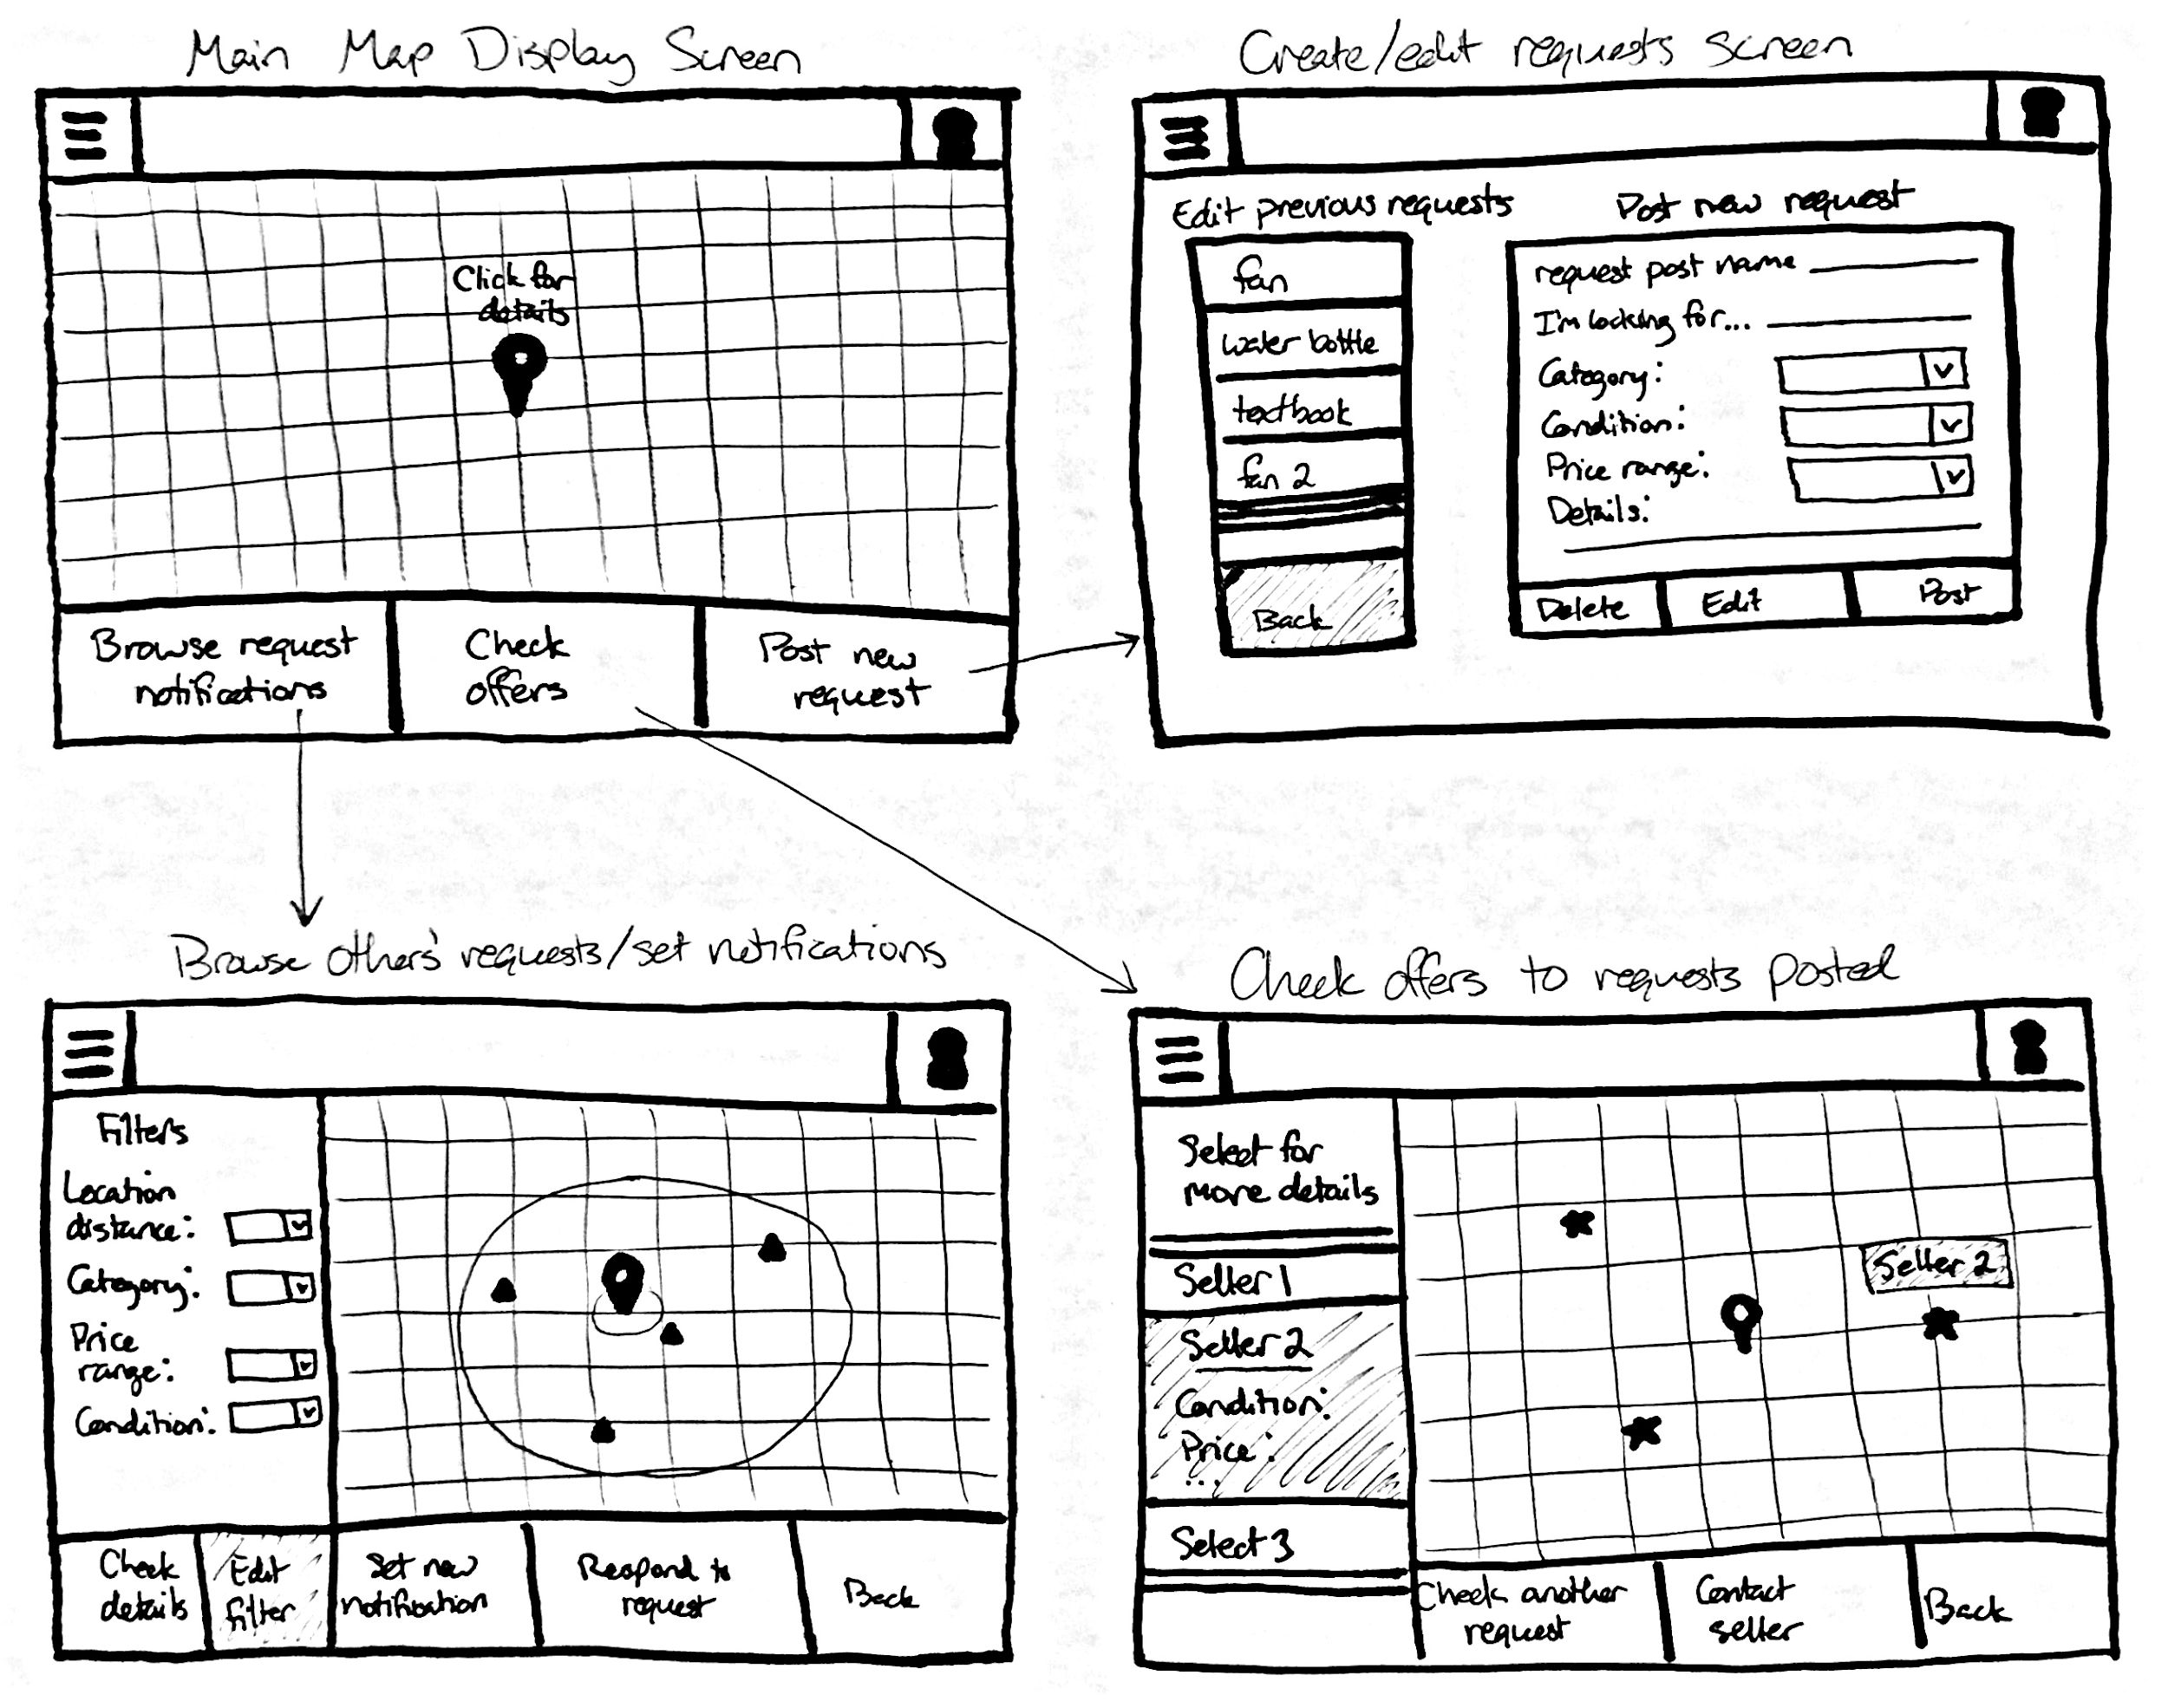 Main Map Display Screen
Click for
details
Browse request
notifications
Check
offers
Post new
request
Create/edit requests screen
Edit previous requests
fan
water bottle
textbook
fan 2
Back
Post new request
request post name
I'm looking for...
Category:
Condition:
Price range:
Details:
Delete
Edit
Post
Browse others' requests/set notifications
Filters
Location
distance:
Category:
Price
range:
Condition:
Check
details
Edit
filter
Set new
notification
Respond to
request
Back
Check offers to requests posted
Select for
more details
Seller 1
Seller 2
Condition:
Price:
...
Select 3
Seller 2
Check another
request
Contact
seller
Back